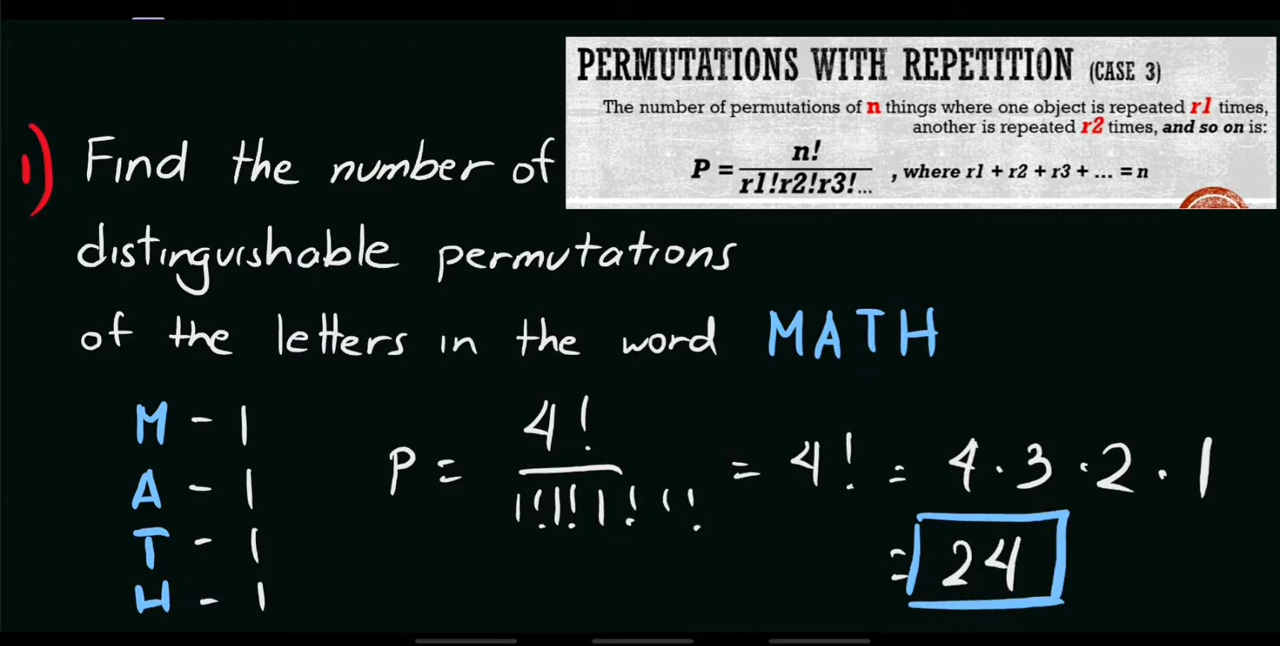 PERMUTATIONS WITH REPETITION (CASE 3)
The number of permutations of n things where one object is repeated r1 times,
another is repeated r2 times, and so on is:
P = n! / r1!r2!r3!... , where r1 + r2 + r3 + ... = n
1) Find the number of
distinguishable permutations
of the letters in the word MATH
M - 1
A - 1
T - 1
H - 1
P = 4! / 1!1!1!1! = 4! = 4·3·2·1
= 24